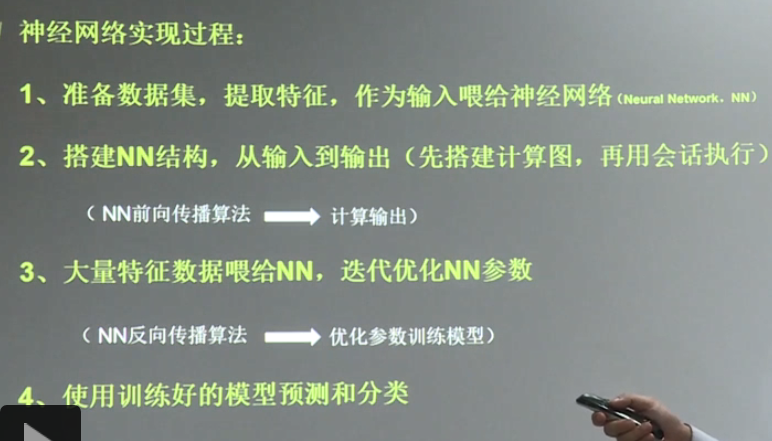 神经网络实现过程：
1、准备数据集，提取特征，作为输入喂给神经网络（Neural Network，NN）
2、搭建NN结构，从输入到输出（先搭建计算图，再用会话执行）
（ NN前向传播算法 计算输出）
3、大量特征数据喂给NN，迭代优化NN参数
（ NN反向传播算法 优化参数训练模型）
4、使用训练好的模型预测和分类